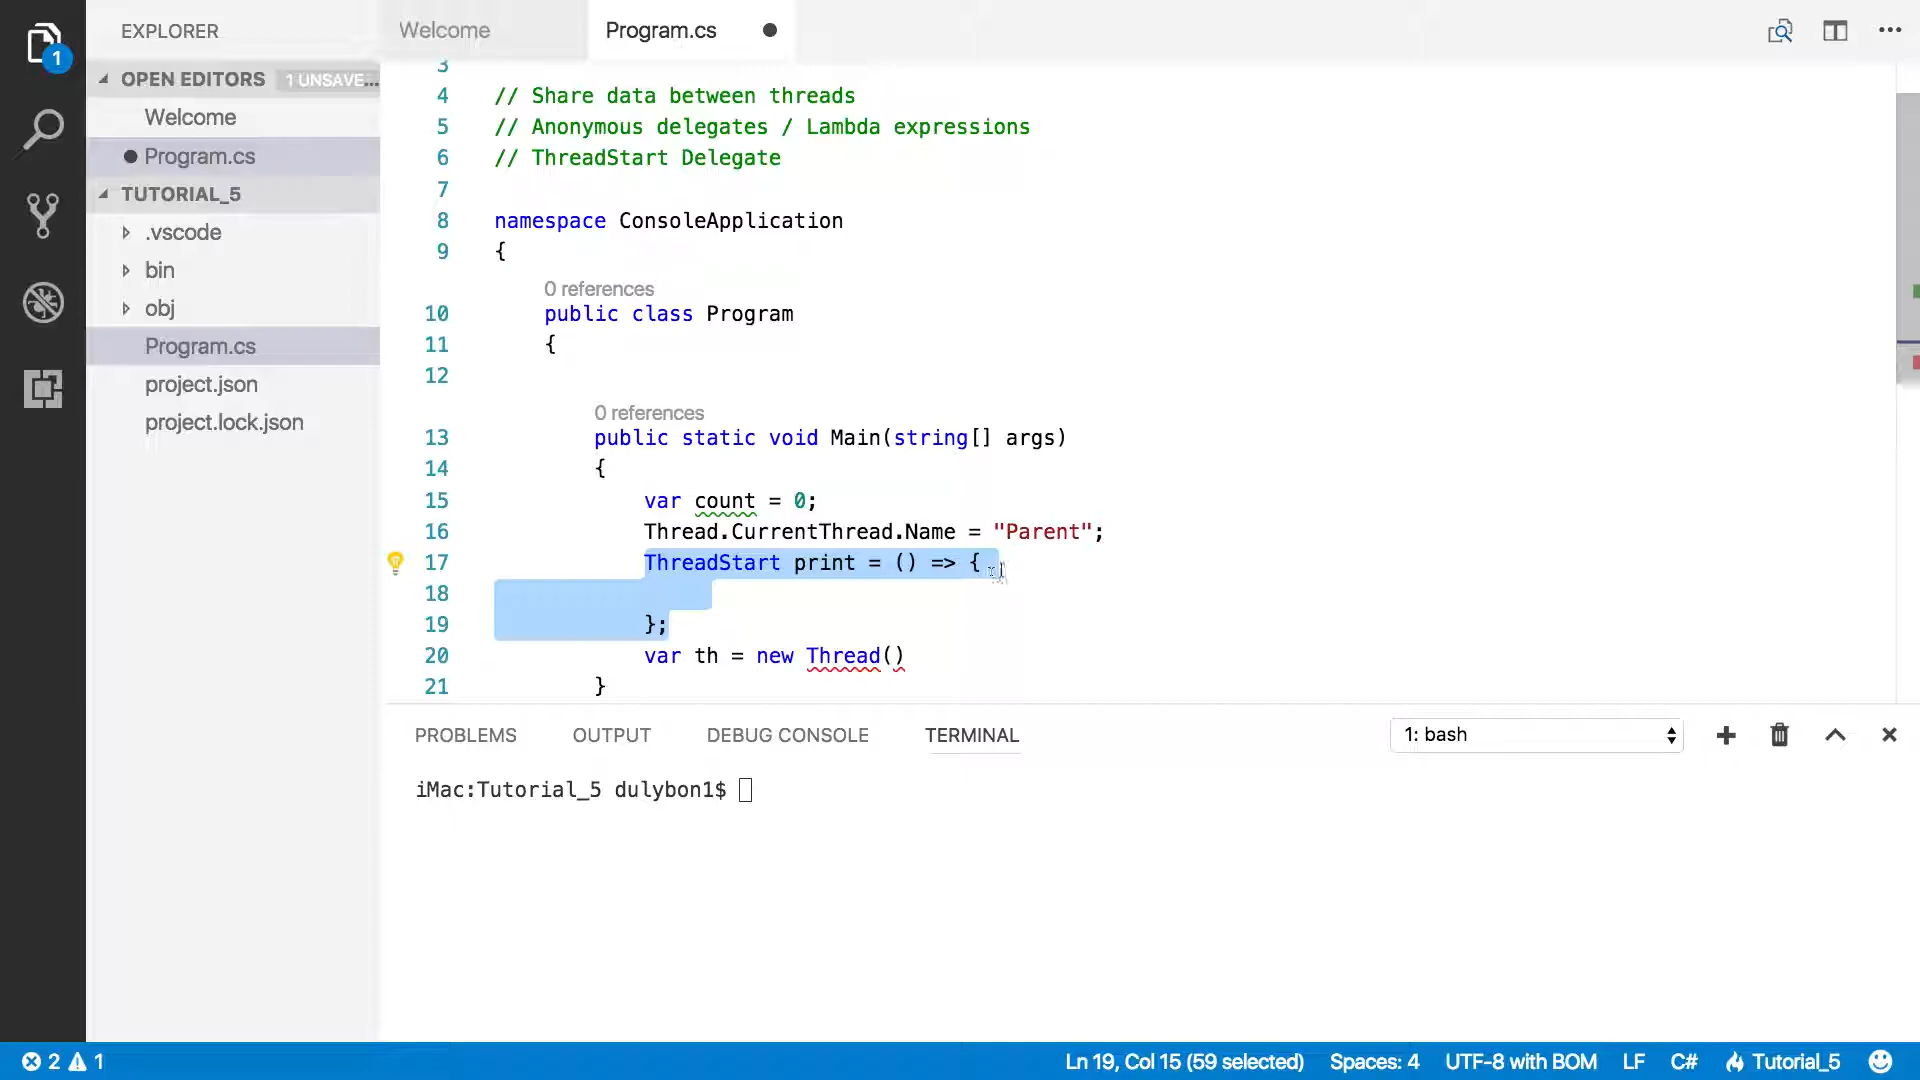 EXPLORER
OPEN EDITORS 1 UNSAVE...
Welcome
Program.cs
TUTORIAL_5
.vscode
bin
obj
Program.cs
project.json
project.lock.json
1
Welcome Program.cs
3
4 // Share data between threads
5 // Anonymous delegates / Lambda expressions
6 // ThreadStart Delegate
7
8 namespace ConsoleApplication
9 {
0 references
10 public class Program
11 {
12
0 references
13 public static void Main(string[] args)
14 {
15 var count = 0;
16 Thread.CurrentThread.Name = "Parent";
17 ThreadStart print = () => {
18
19 };
20 var th = new Thread()
21 }
PROBLEMS OUTPUT DEBUG CONSOLE TERMINAL 1: bash
iMac:Tutorial_5 dulybon1$
2 1 Ln 19, Col 15 (59 selected) Spaces: 4 UTF-8 with BOM LF C# Tutorial_5